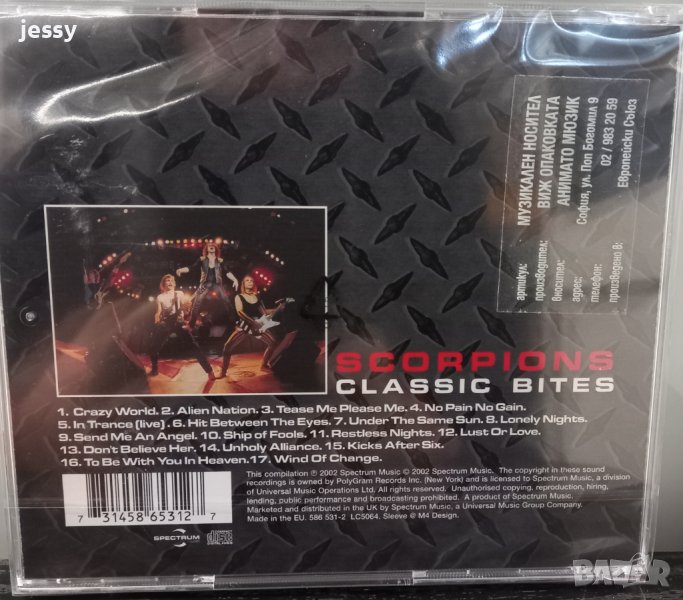 jessy
артикул: МУЗИКАЛЕН НОСИТЕЛ
производител: ВИЖ ОПАКОВКАТА
вносител: АНИМАТО МЮЗИК
адрес: София, ул. Поп Богомил 9
телефон: 02 / 983 20 59
произведено в: Европейски Съюз
SCORPIONS
CLASSIC BITES
1. Crazy World. 2. Alien Nation. 3. Tease Me Please Me. 4. No Pain No Gain.
5. In Trance (live). 6. Hit Between The Eyes. 7. Under The Same Sun. 8. Lonely Nights.
9. Send Me An Angel. 10. Ship of Fools. 11. Restless Nights. 12. Lust Or Love.
13. Don't Believe Her. 14. Unholy Alliance. 15. Kicks After Six.
16. To Be With You In Heaven. 17. Wind Of Change.
This compilation ℗ 2002 Spectrum Music © 2002 Spectrum Music. The copyright in these sound
recordings is owned by PolyGram Records Inc. (New York) and is licensed to Spectrum Music, a division
of Universal Music Operations Ltd. All rights reserved. Unauthorised copying, reproduction, hiring,
lending, public performance and broadcasting prohibited. A product of Spectrum Music.
Marketed and distributed in the UK by Spectrum Music, a Universal Music Group Company.
Made in the EU. 586 531-2 LC5064. Sleeve @ M4 Design.
7 31458 65312 7
SPECTRUM
COMPACT
disc
DIGITAL AUDIO
BAZAR
bg